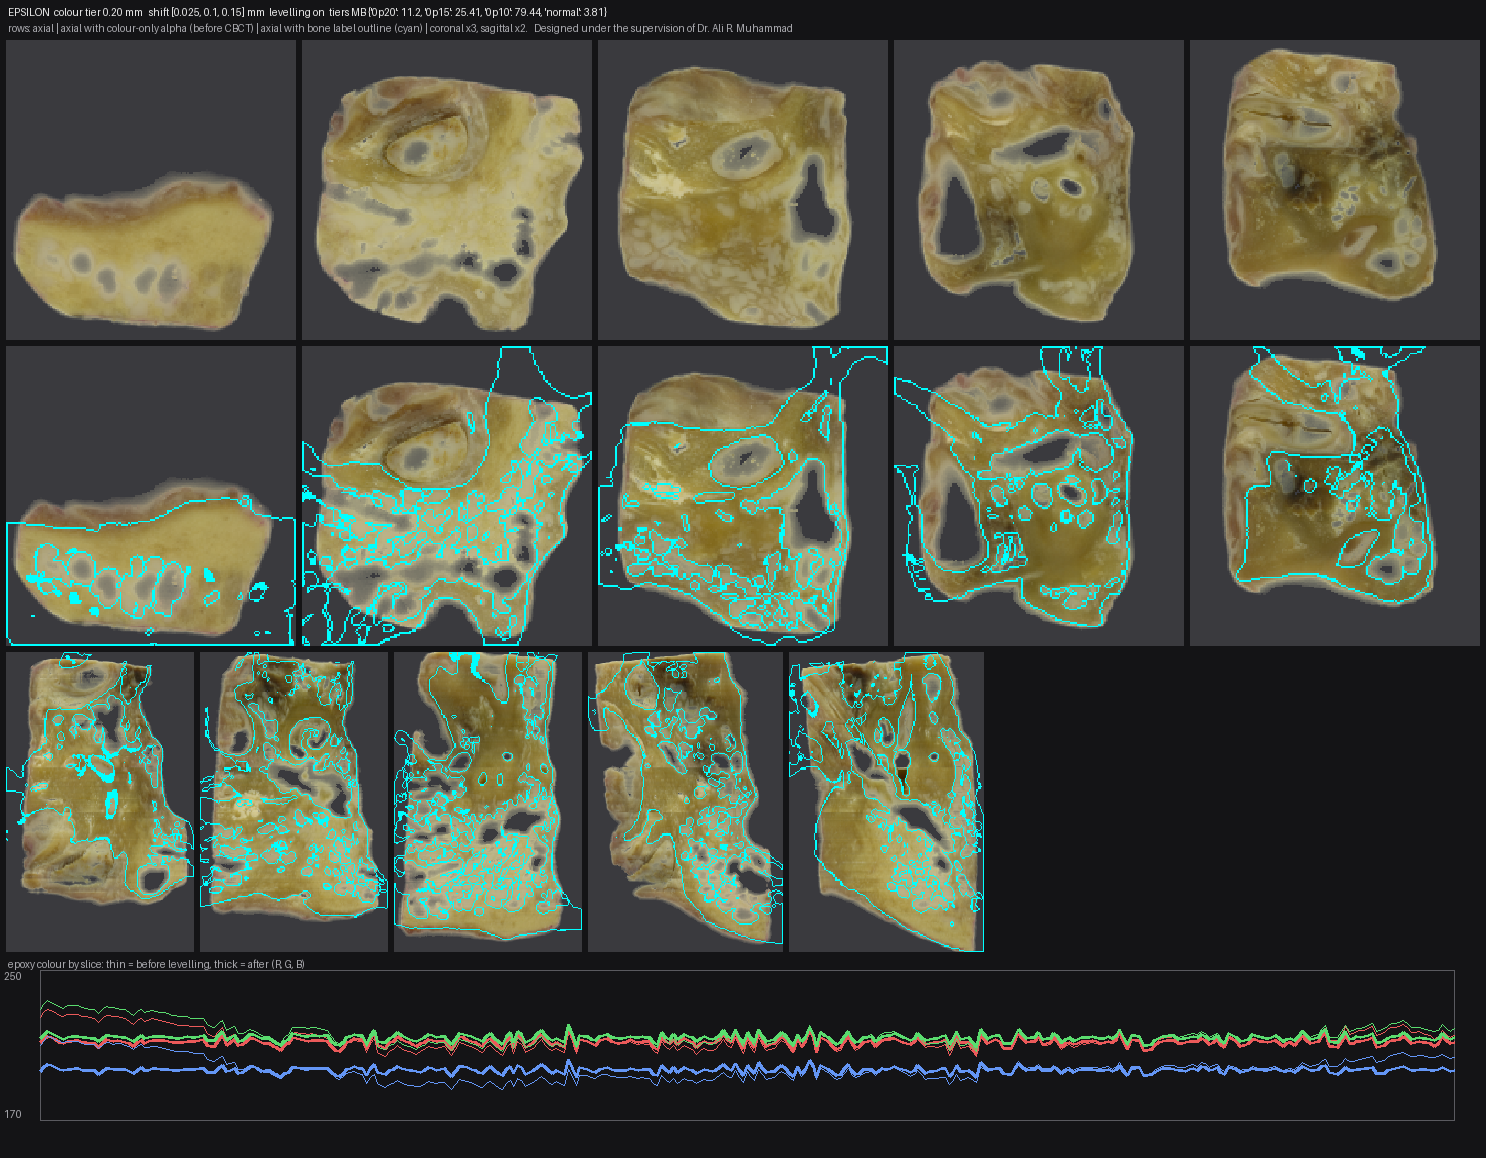 EPSILON colour tier 0.20 mm shift [0.025, 0.1, 0.15] mm levelling on tiers MB {'0p20': 11.2, '0p15': 25.41, '0p10': 79.44, 'normal': 3.81}
rows: axial | axial with colour-only alpha (before CBCT) | axial with bone label outline (cyan) | coronal x3, sagittal x2. Designed under the supervision of Dr. Ali R. Muhammad
epoxy colour by slice: thin = before levelling, thick = after (R, G, B)
250
170